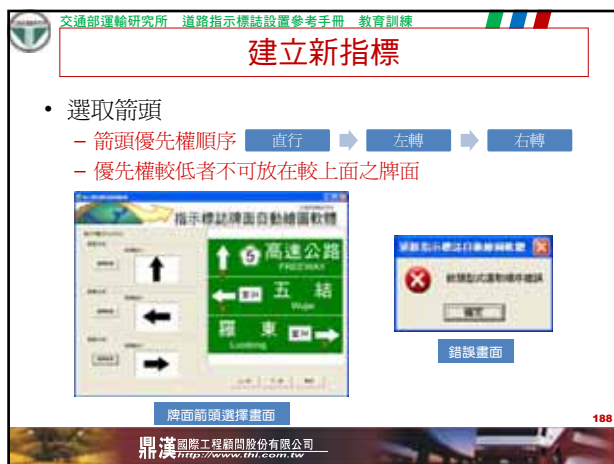 交通部運輸研究所 道路指示標誌設置參考手冊 教育訓練
建立新指標
• 選取箭頭
– 箭頭優先權順序 直行 左轉 右轉
– 優先權較低者不可放在較上面之牌面
指示標誌牌面自動繪圖軟體
5 高速公路
FREEWAY
五 結
Wujie
羅 東
Luodong
錯誤畫面
牌面箭頭選擇畫面
188
鼎漢國際工程顧問股份有限公司
http://www.thi.com.tw